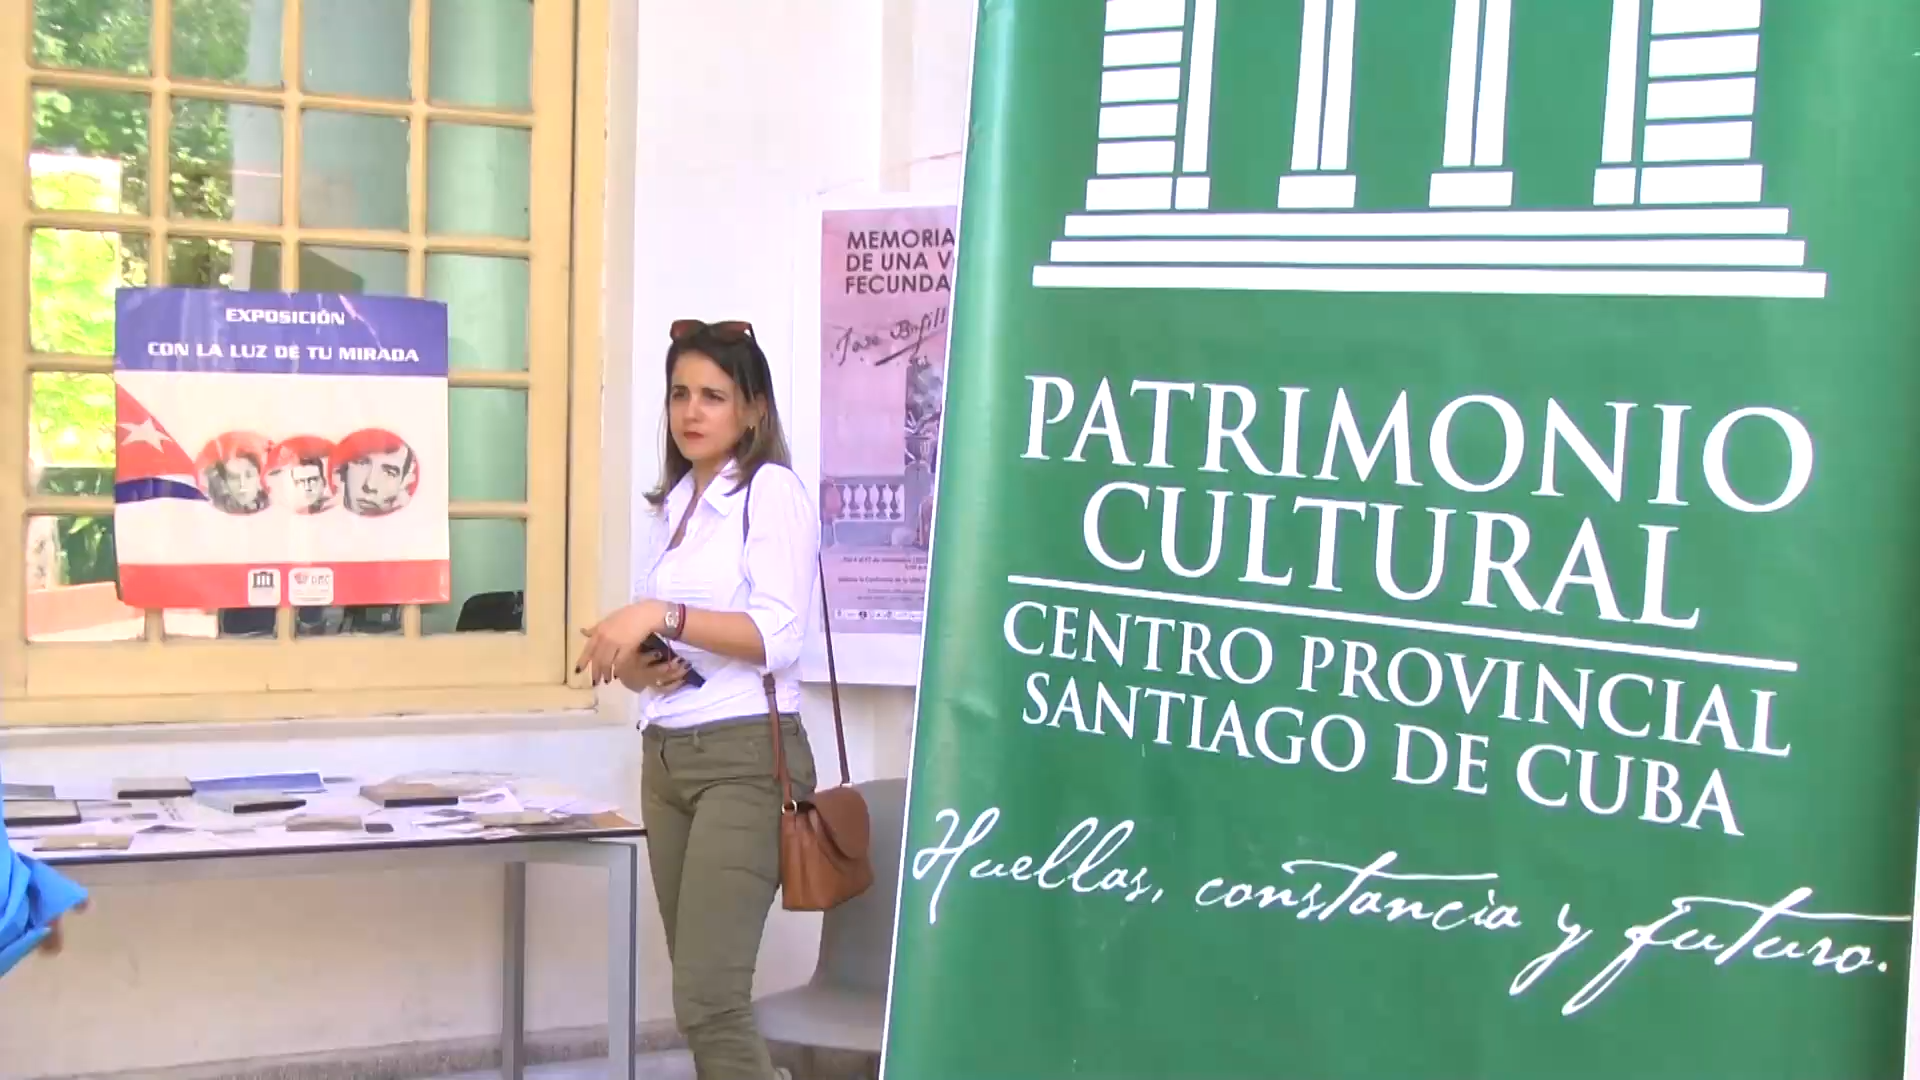 EXPOSICIÓN
CON LA LUZ DE TU MIRADA
MEMORIA
DE UNA
FECUNDA
PATRIMONIO
CULTURAL
CENTRO PROVINCIAL
SANTIAGO DE CUBA
Huellas, constancia y futuro.